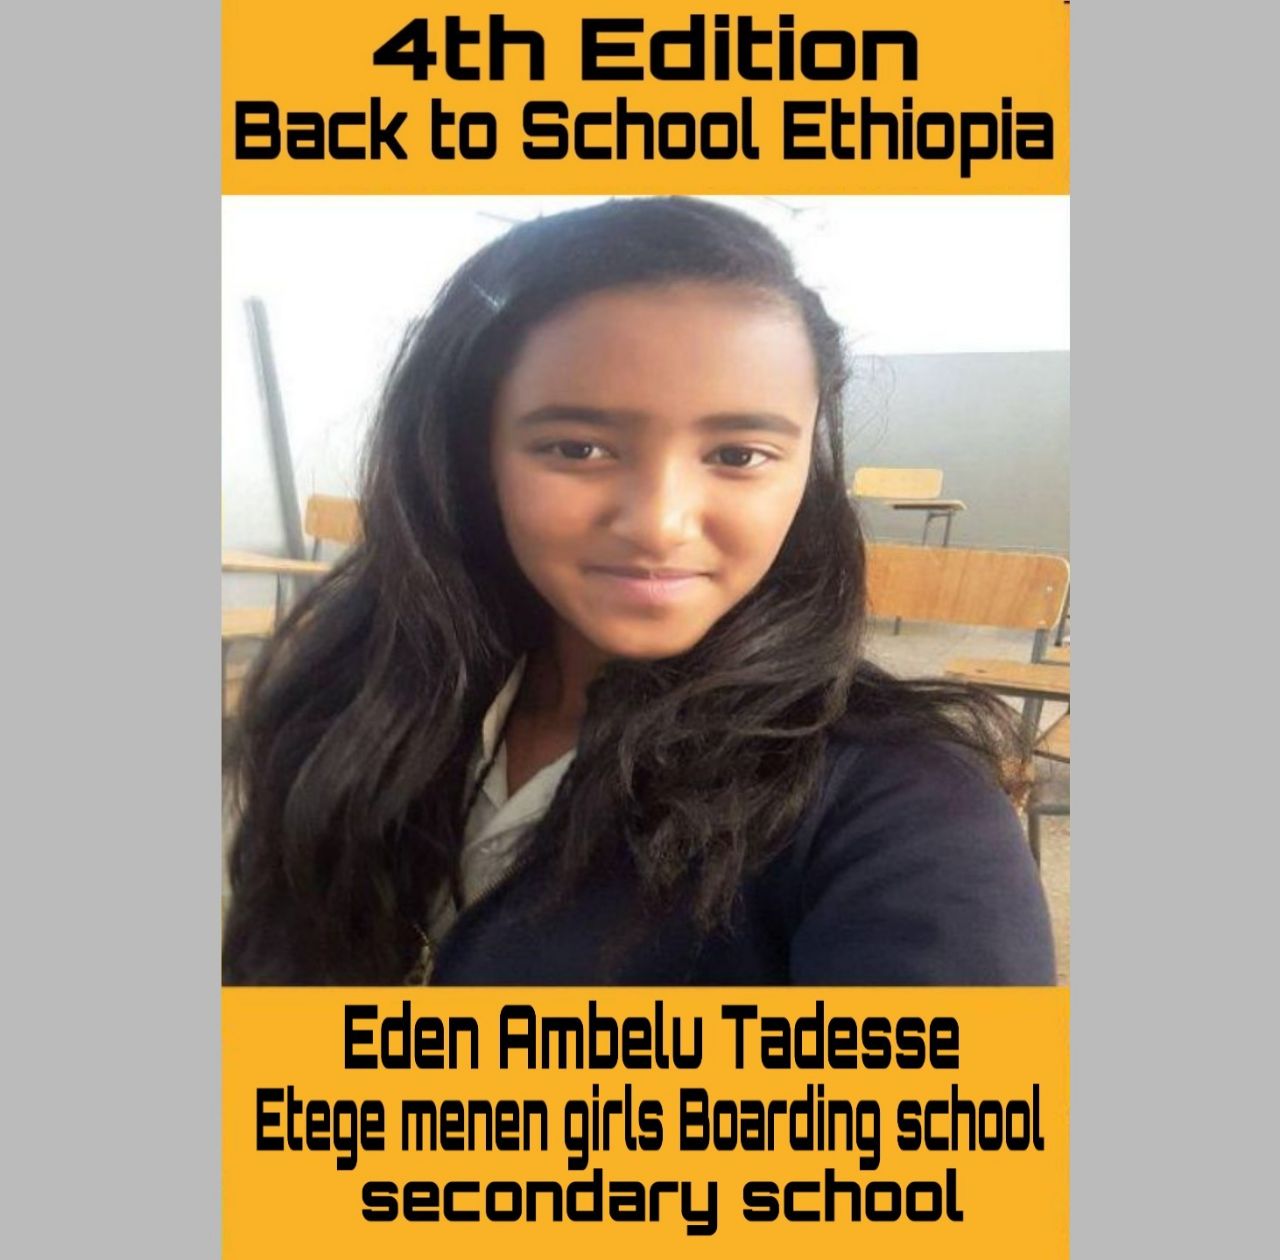 4th Edition
Back to School Ethiopia
Eden Ambelu Tadesse
Etege menen girls Boarding school
secondary school